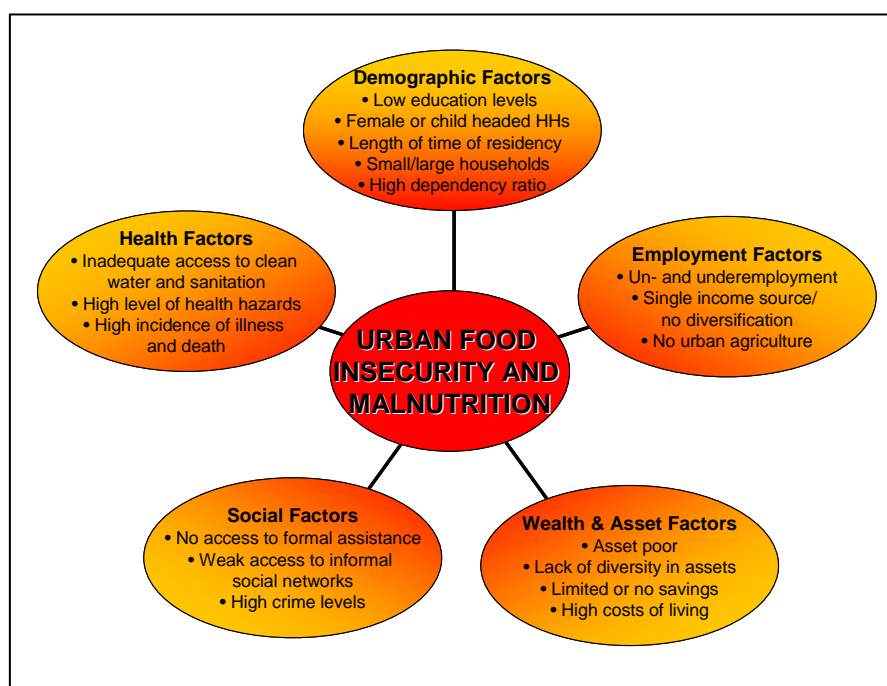 Demographic Factors
• Low education levels
• Female or child headed HHs
• Length of time of residency
• Small/large households
• High dependency ratio
Health Factors
• Inadequate access to clean
water and sanitation
• High level of health hazards
• High incidence of illness
and death
Employment Factors
• Un- and underemployment
• Single income source/
no diversification
• No urban agriculture
URBAN FOOD
INSECURITY AND
MALNUTRITION
Social Factors
• No access to formal assistance
• Weak access to informal
social networks
• High crime levels
Wealth & Asset Factors
• Asset poor
• Lack of diversity in assets
• Limited or no savings
• High costs of living